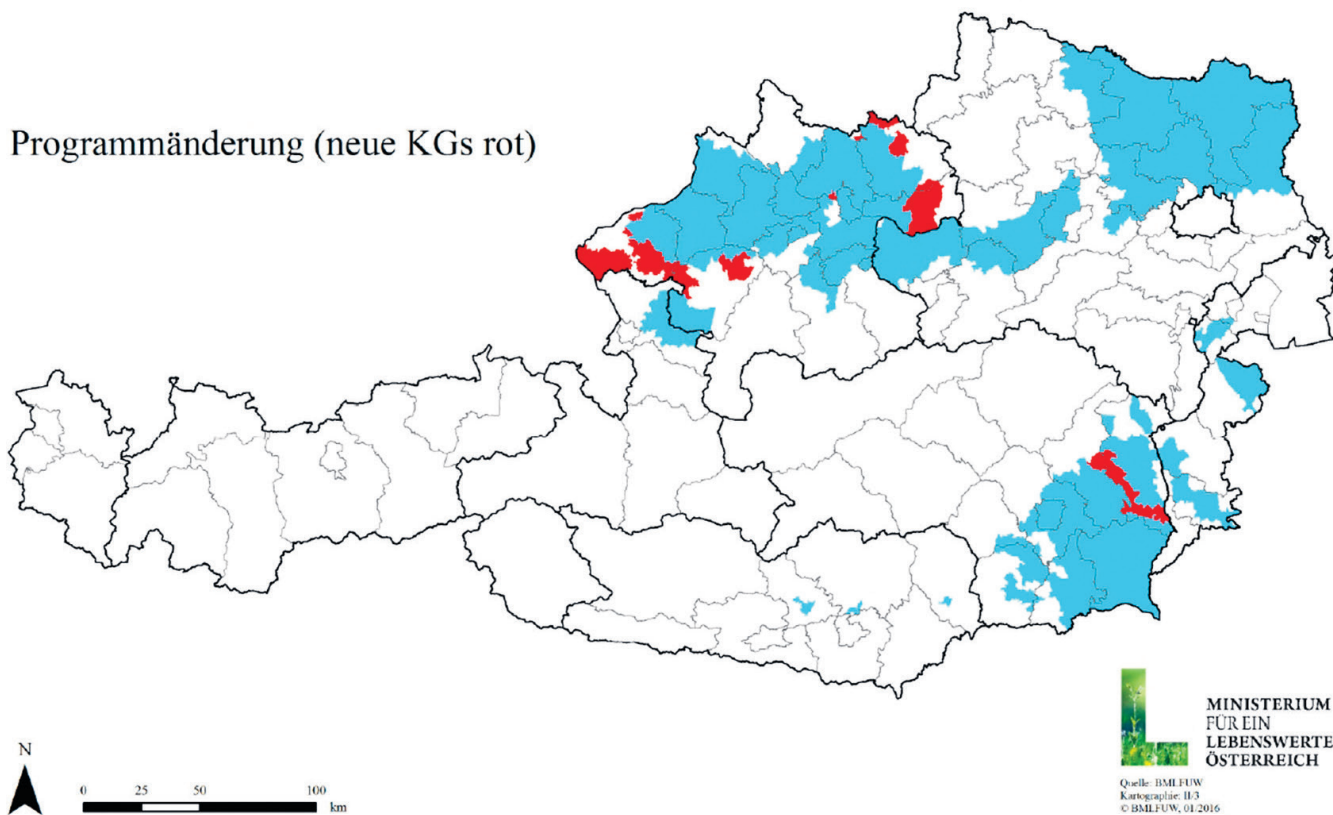 Programmänderung (neue KGs rot)
N
0 25 50 100
km
MINISTERIUM
FÜR EIN
LEBENSWERTE
ÖSTERREICH
Quelle: BMLFUW
Kartographie: II/3
© BMLFUW, 01/2016